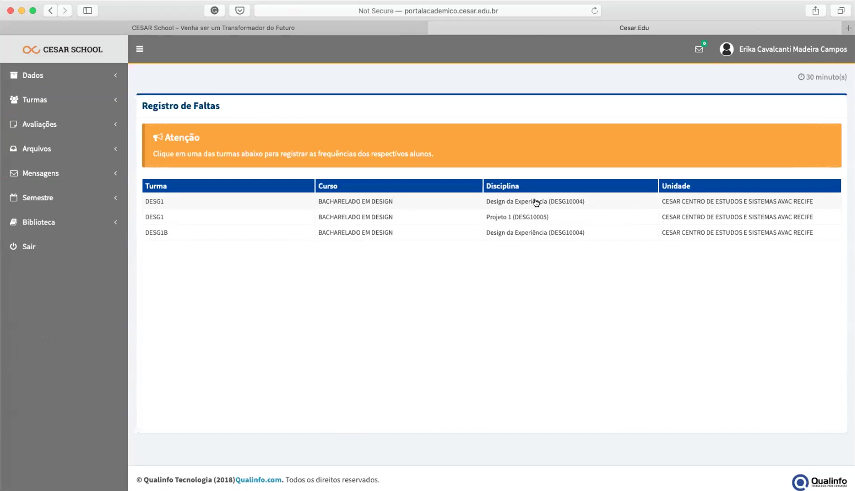 Not Secure — portalacademico.cesar.edu.br
CESAR School – Venha ser um Transformador do Futuro
Cesar.Edu
CESAR SCHOOL
0
Erika Cavalcanti Madeira Campos
30 minuto(s)
Dados
Turmas
Avaliações
Arquivos
Mensagens
Semestre
Biblioteca
Sair
Registro de Faltas
Atenção
Clique em uma das turmas abaixo para registrar as frequências dos respectivos alunos.
Turma Curso Disciplina Unidade
DESG1 BACHARELADO EM DESIGN Design da Experiência (DESG10004) CESAR CENTRO DE ESTUDOS E SISTEMAS AVAC RECIFE
DESG1 BACHARELADO EM DESIGN Projeto 1 (DESG10005) CESAR CENTRO DE ESTUDOS E SISTEMAS AVAC RECIFE
DESG1B BACHARELADO EM DESIGN Design da Experiência (DESG10004) CESAR CENTRO DE ESTUDOS E SISTEMAS AVAC RECIFE
© Qualinfo Tecnologia (2018)Qualinfo.com. Todos os direitos reservados.
Qualinfo